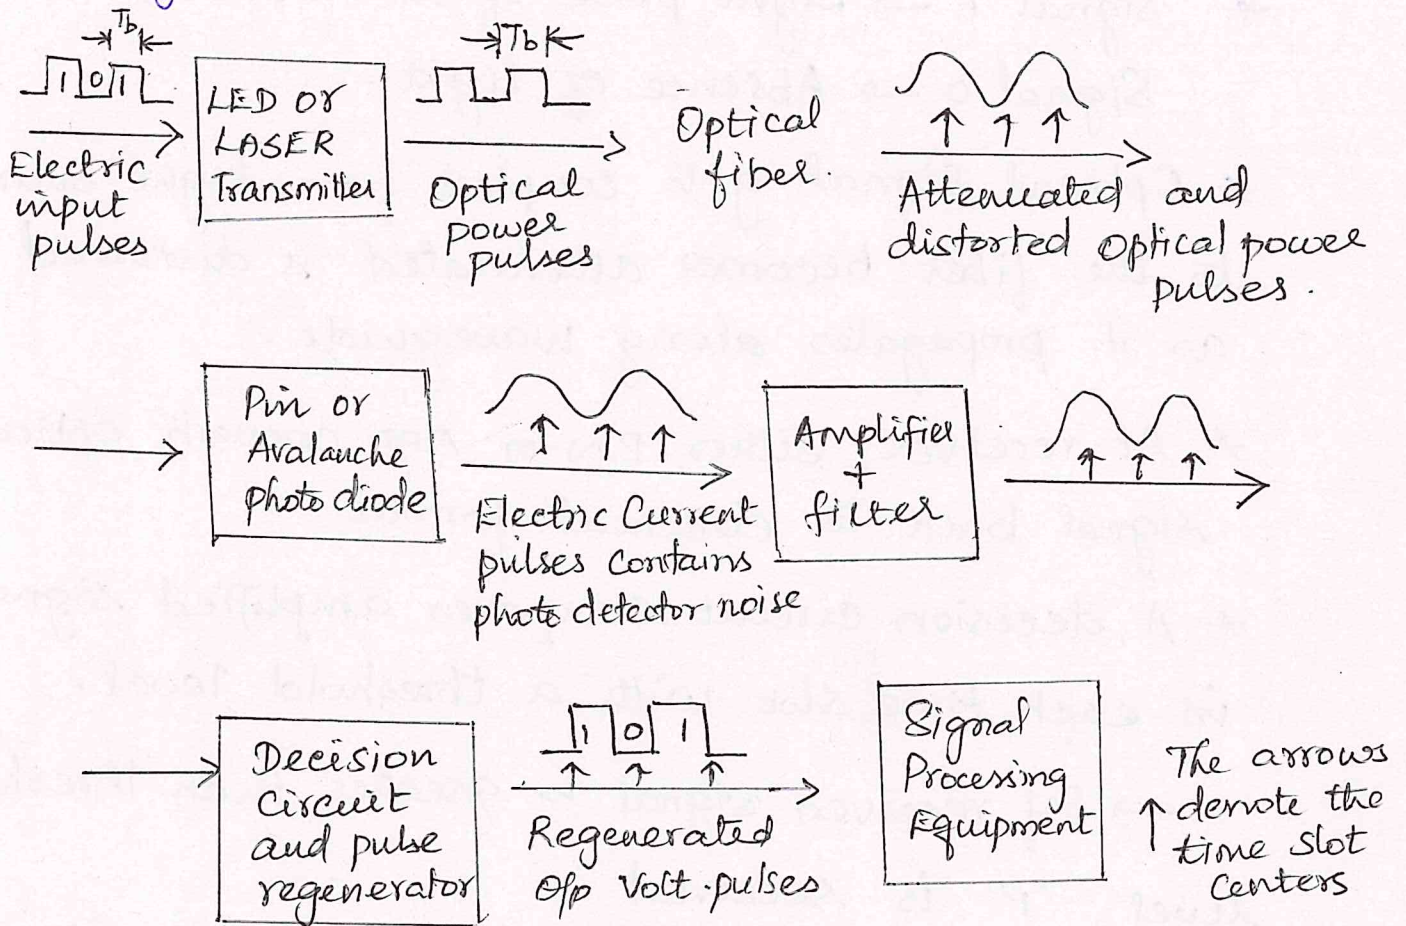 Tb
1 0 1
Electric
input
pulses
LED or
LASER
Transmitter
Tb
Optical
power
pulses
Optical
fiber.
Attenuated and
distorted optical power
pulses.
Pin or
Avalanche
photo diode
Electric Current
pulses contains
photo detector noise
Amplifier
+
filter
Decision
circuit
and pulse
regenerator
1 0 1
Regenerated
O/p Volt. pulses
Signal
Processing
Equipment
The arrows
denote the
time slot
centers